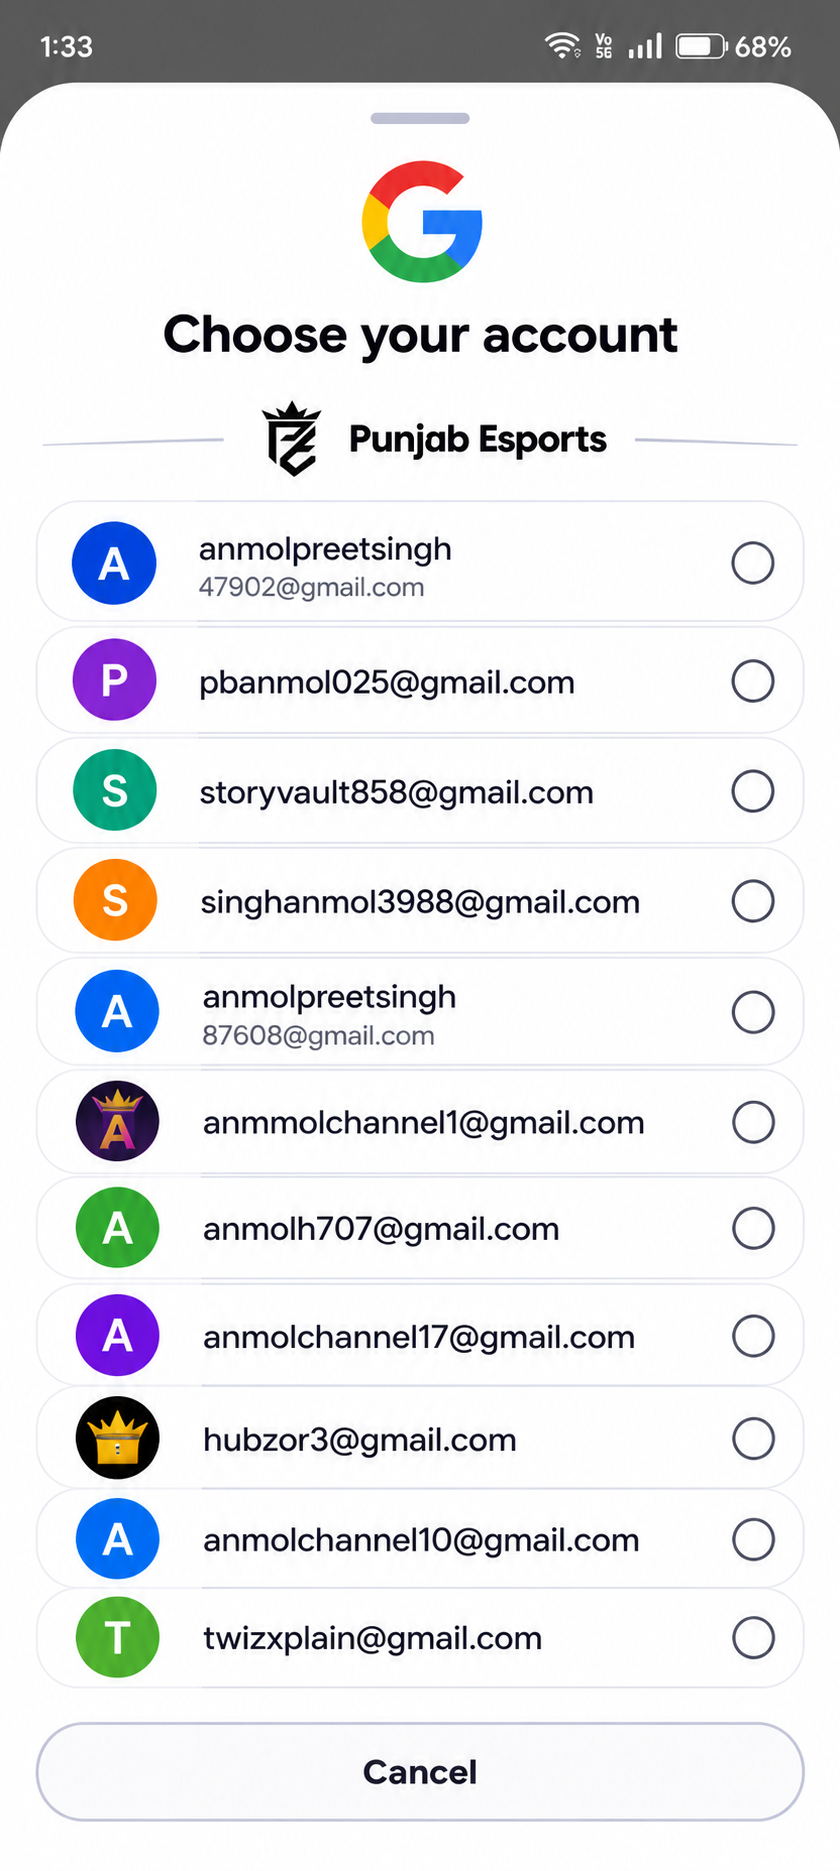 1:33
Vo
5G
68%
Choose your account
Punjab Esports
A
anmolpreetsingh
47902@gmail.com
P
pbanmol025@gmail.com
S
storyvault858@gmail.com
S
singhanmol3988@gmail.com
A
anmolpreetsingh
87608@gmail.com
A
anmmolchannel1@gmail.com
A
anmolh707@gmail.com
A
anmolchannel17@gmail.com
hubzor3@gmail.com
A
anmolchannel10@gmail.com
T
twizxplain@gmail.com
Cancel